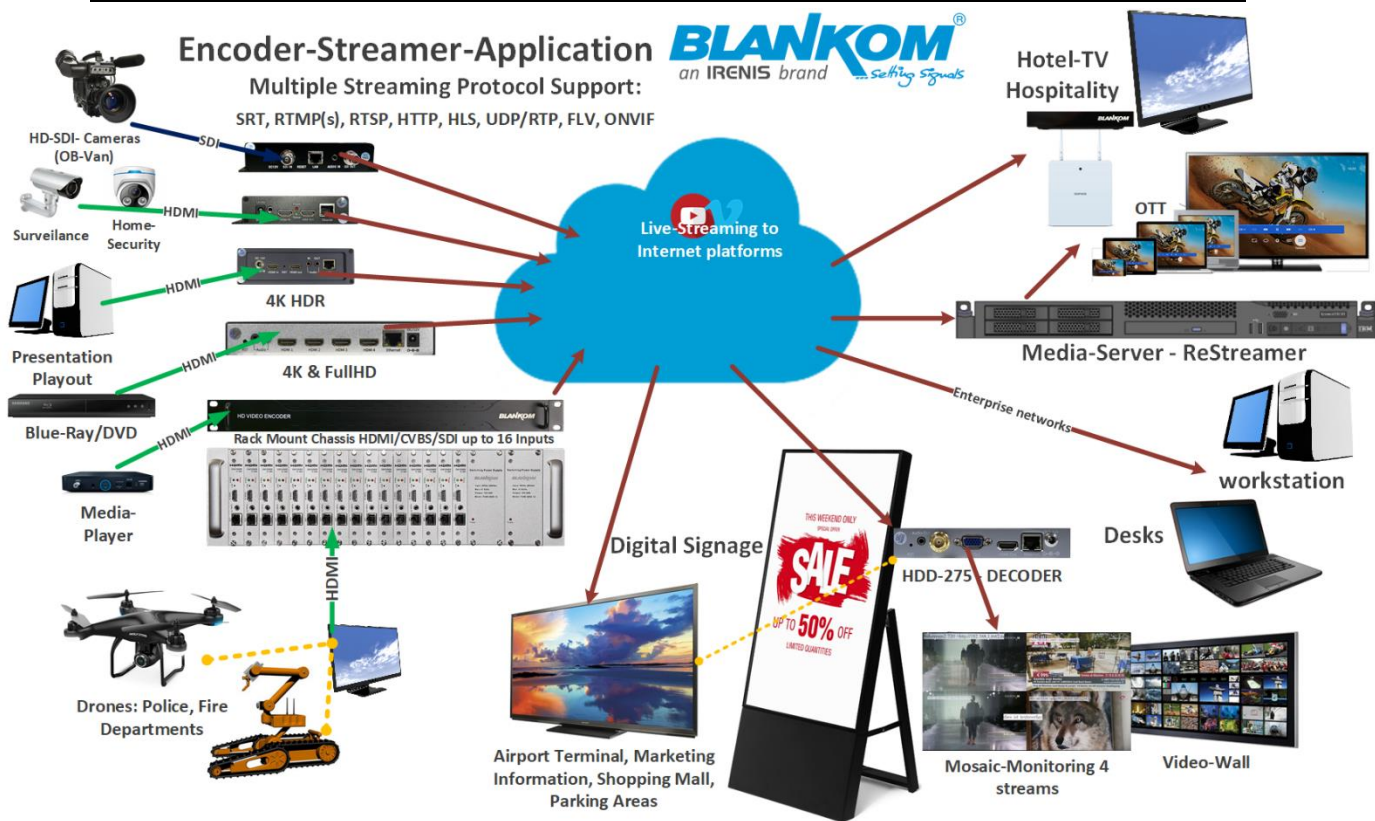 Encoder-Streamer-Application
BLANKOM®
an IRENIS brand
...setting signals
Multiple Streaming Protocol Support:
SRT, RTMP(s), RTSP, HTTP, HLS, UDP/RTP, FLV, ONVIF
Hotel-TV
Hospitality
BLANKOM
HD-SDI- Cameras
(OB-Van)
SDI
Surveilance
Home-
Security
HDMI
Live-Streaming to
Internet platforms
OTT
HDMI
4K HDR
Presentation
Playout
HDMI
4K & FullHD
IBM
Media-Server - ReStreamer
Blue-Ray/DVD
HDMI
HD VIDEO ENCODER
BLANKOM
Rack Mount Chassis HDMI/CVBS/SDI up to 16 Inputs
Enterprise networks
workstation
Media-
Player
HDMI
Digital Signage
THIS WEEKEND ONLY
SPECIAL OFFER
SALE
UP TO 50% OFF
LIMITED QUANTITIES
HDD-275 - DECODER
Desks
Drones: Police, Fire
Departments
Airport Terminal, Marketing
Information, Shopping Mall,
Parking Areas
Mosaic-Monitoring 4
streams
Video-Wall